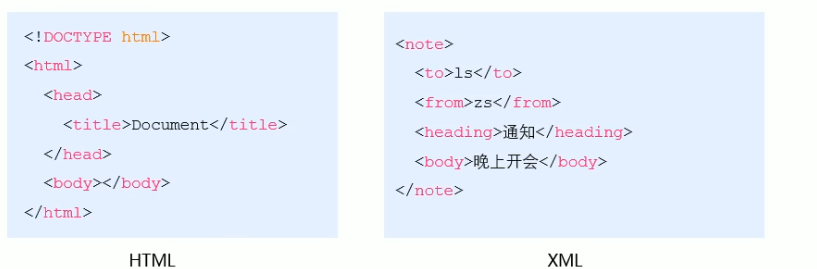 <!DOCTYPE html>
<html>
  <head>
    <title>Document</title>
  </head>
  <body></body>
</html>
HTML
<note>
  <to>ls</to>
  <from>zs</from>
  <heading>通知</heading>
  <body>晚上开会</body>
</note>
XML